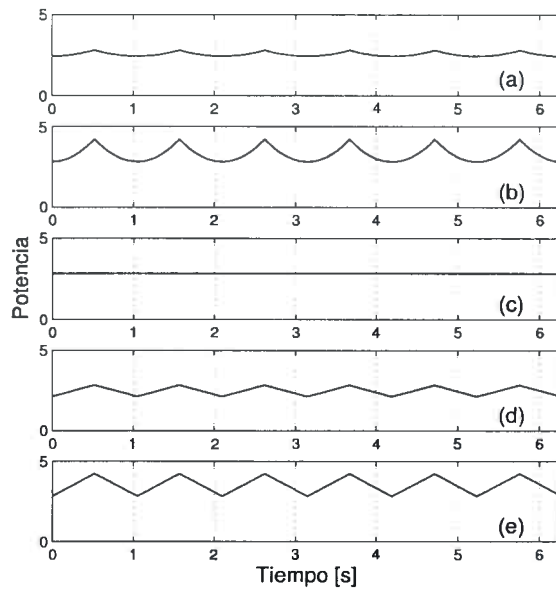 5
(a)
0
0 1 2 3 4 5 6
5
(b)
0
0 1 2 3 4 5 6
5
(c)
0
0 1 2 3 4 5 6
Potencia
5
(d)
0
0 1 2 3 4 5 6
5
(e)
0
0 1 2 3 4 5 6
Tiempo [s]